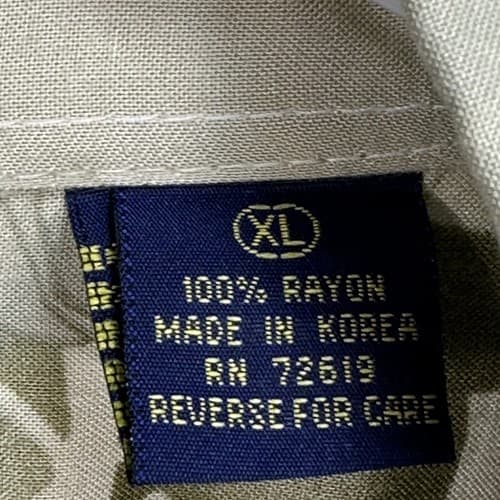 XL
100% RAYON
MADE IN KOREA
RN 72619
REVERSE FOR CARE